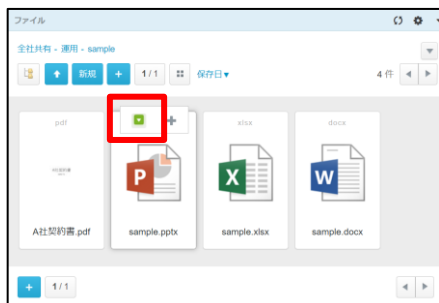 ファイル
全社共有 - 運用 - sample
新規
+
1 / 1
保存日▼
4 件
pdf
xlsx
docx
P
X
W
A社契約書.pdf
sample.pptx
sample.xlsx
sample.docx
+
1 / 1